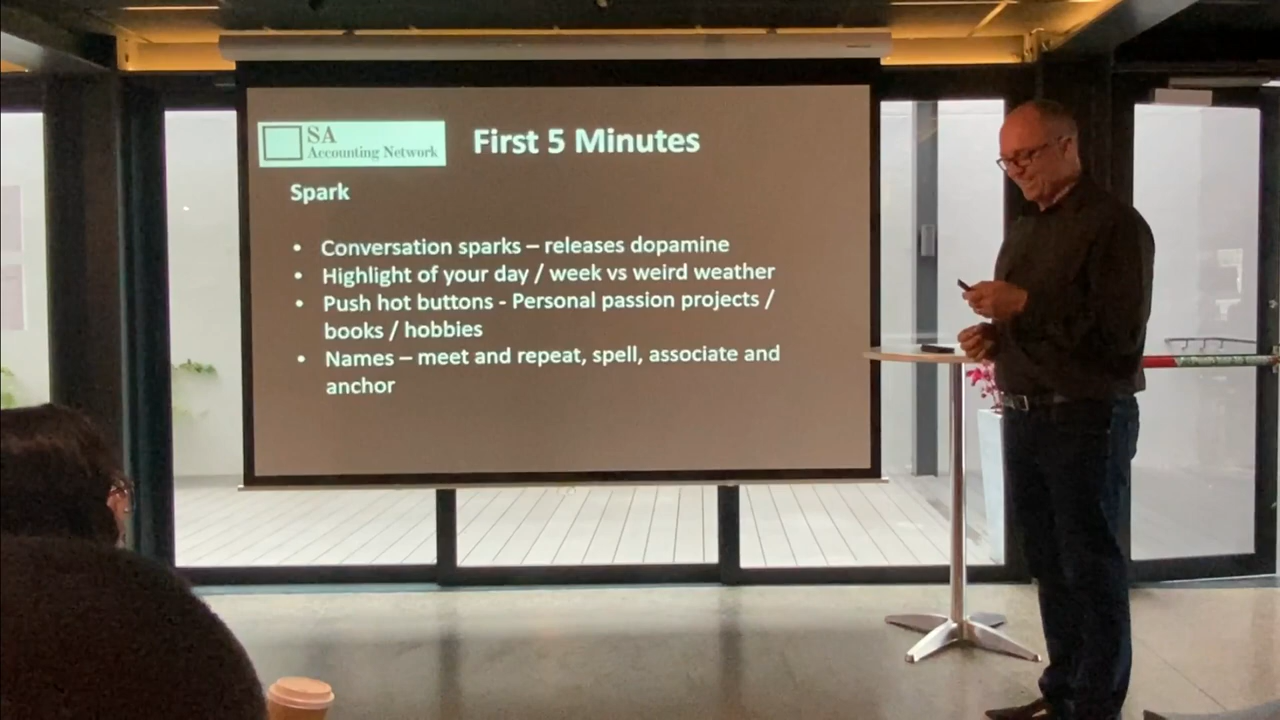 SA
Accounting Network
First 5 Minutes
Spark
• Conversation sparks – releases dopamine
• Highlight of your day / week vs weird weather
• Push hot buttons - Personal passion projects /
books / hobbies
• Names – meet and repeat, spell, associate and
anchor